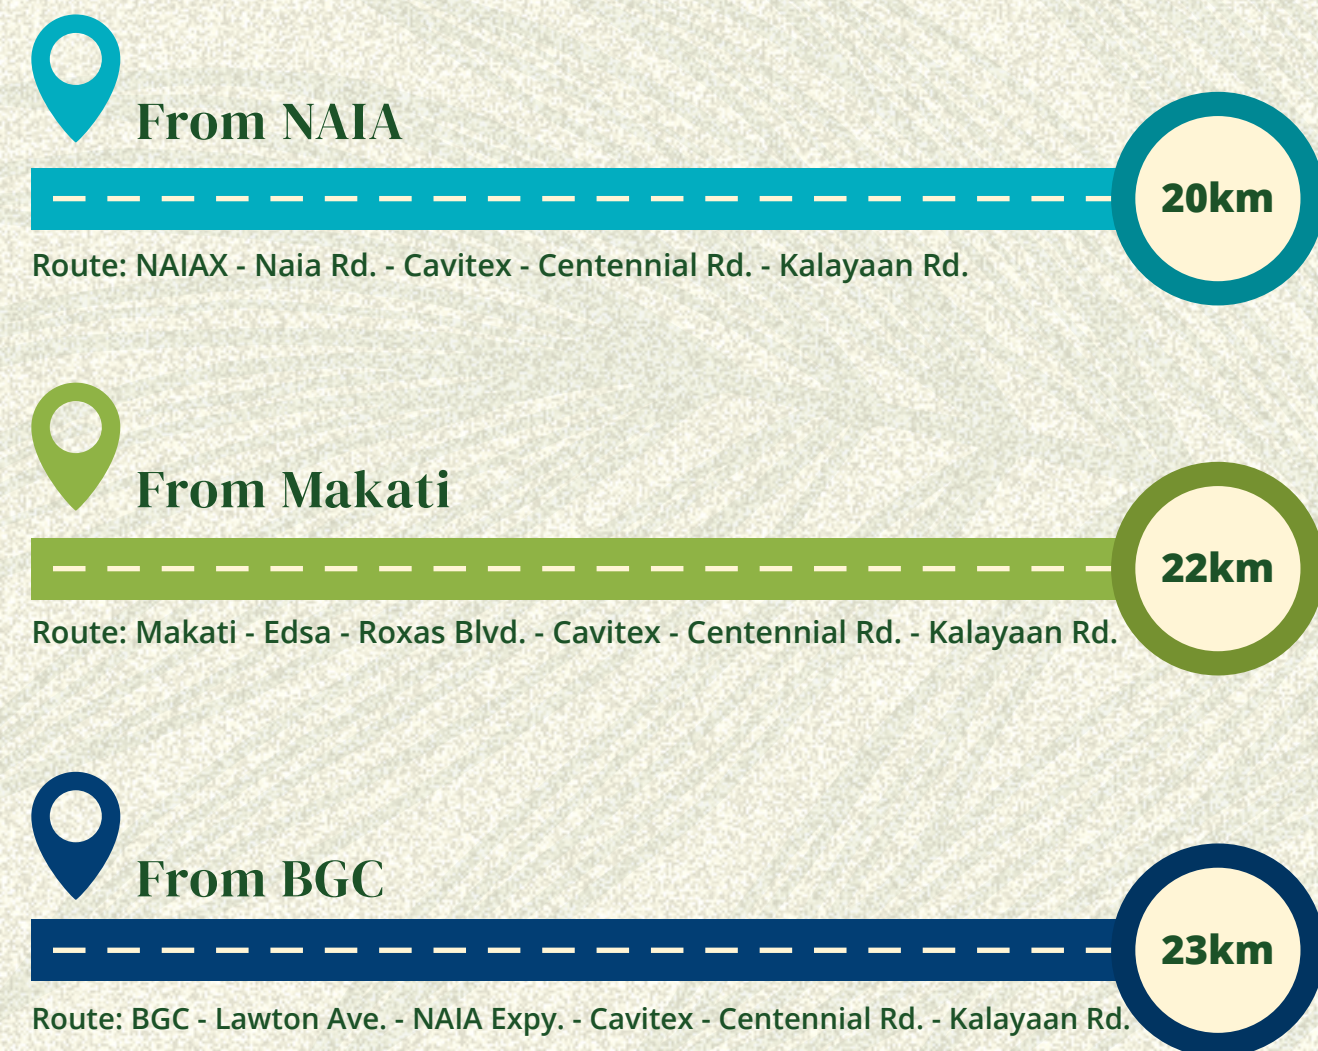 From NAIA
20km
Route: NAIAX - Naia Rd. - Cavitex - Centennial Rd. - Kalayaan Rd.
From Makati
22km
Route: Makati - Edsa - Roxas Blvd. - Cavitex - Centennial Rd. - Kalayaan Rd.
From BGC
23km
Route: BGC - Lawton Ave. - NAIA Expy. - Cavitex - Centennial Rd. - Kalayaan Rd.